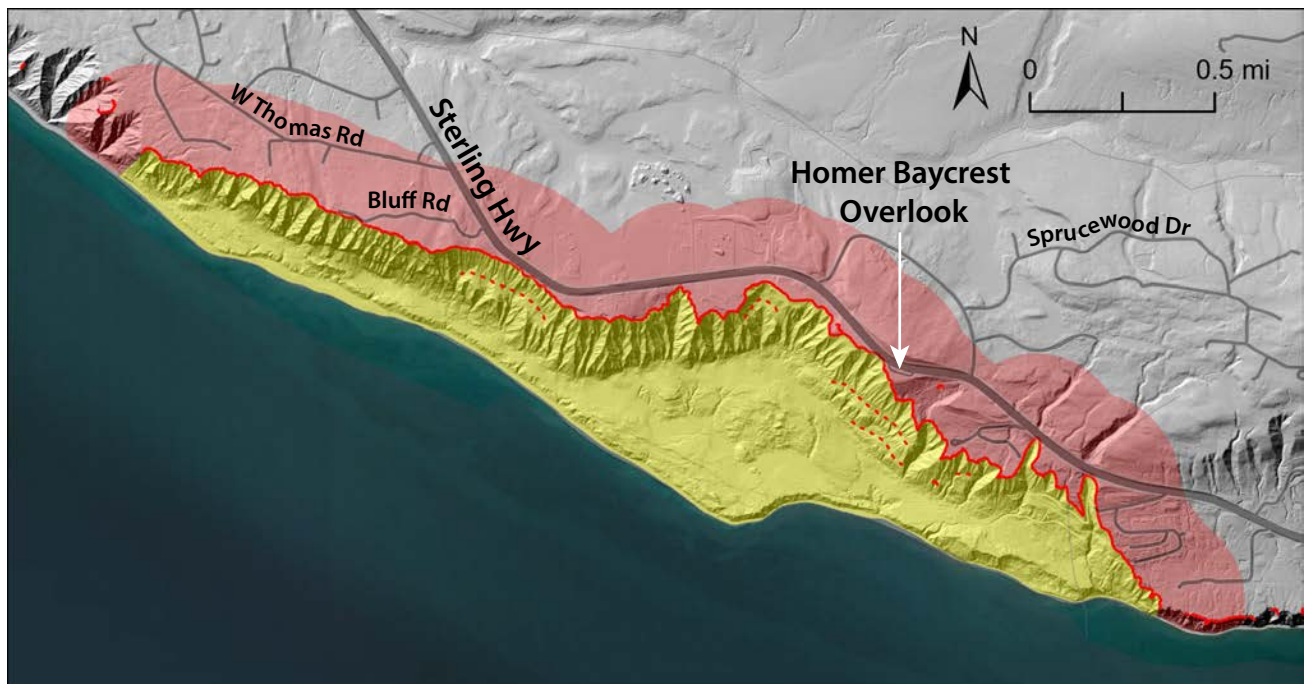 N
0 0.5 mi
W Thomas Rd
Sterling Hwy
Homer Baycrest
Overlook
Bluff Rd
Sprucewood Dr